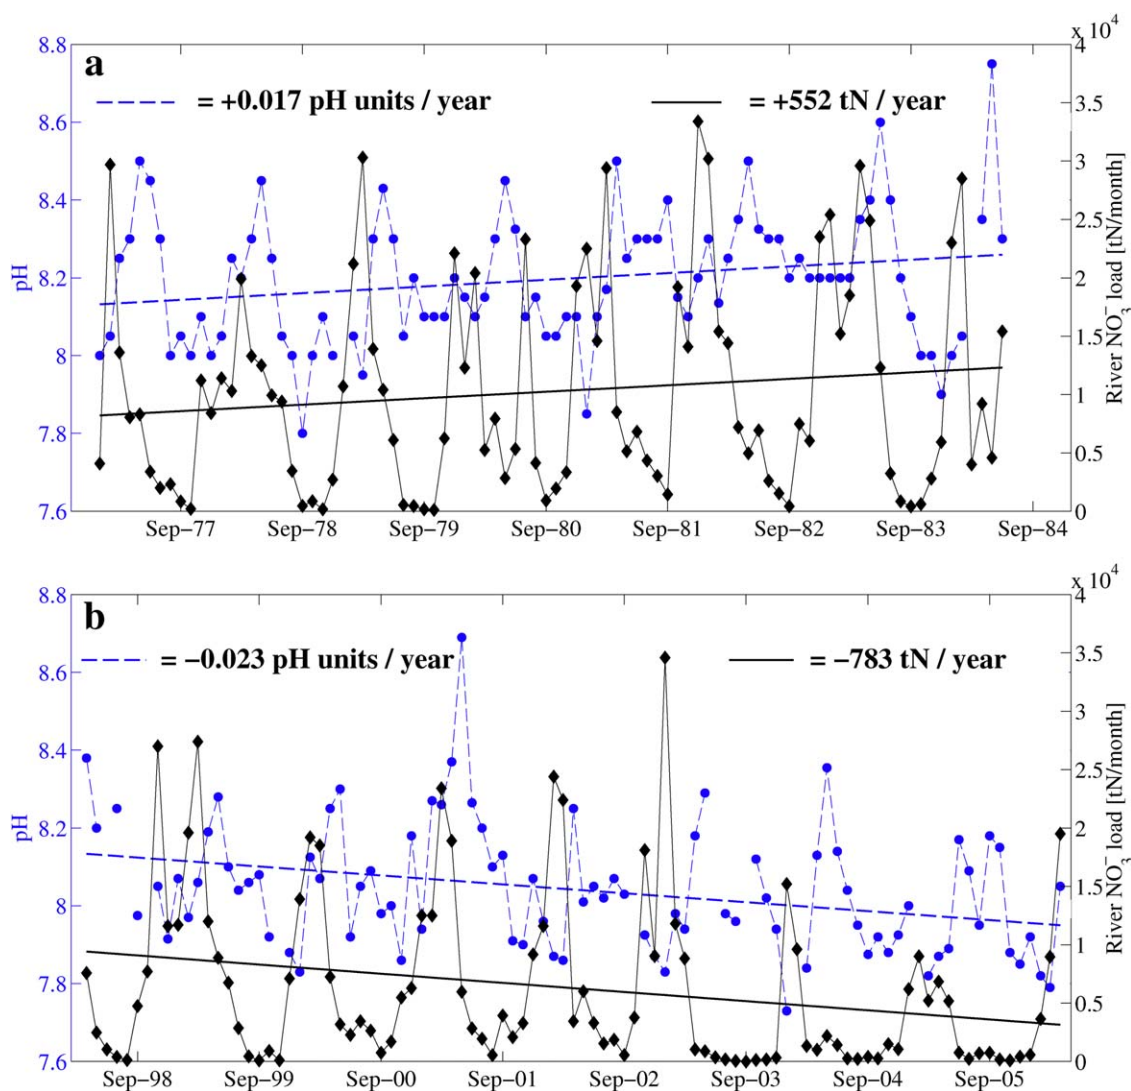 x 10⁴
8.8
8.6
8.4
8.2
8
7.8
7.6
pH
a
= +0.017 pH units / year
= +552 tN / year
4
3.5
3
2.5
2
1.5
1
0.5
0
River NO₃⁻ load [tN/month]
Sep–77 Sep–78 Sep–79 Sep–80 Sep–81 Sep–82 Sep–83 Sep–84
x 10⁴
8.8
8.6
8.4
8.2
8
7.8
7.6
pH
b
= –0.023 pH units / year
= –783 tN / year
4
3.5
3
2.5
2
1.5
1
0.5
0
River NO₃⁻ load [tN/month]
Sep–98 Sep–99 Sep–00 Sep–01 Sep–02 Sep–03 Sep–04 Sep–05